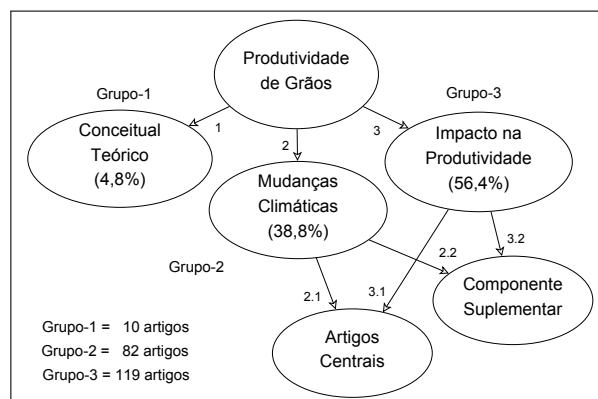 Produtividade
de Grãos
Grupo-1
Grupo-3
1
2
3
Conceitual
Teórico
(4,8%)
Impacto na
Produtividade
(56,4%)
Mudanças
Climáticas
(38,8%)
Grupo-2
2.1
3.1
2.2
3.2
Componente
Suplementar
Artigos
Centrais
Grupo-1 = 10 artigos
Grupo-2 = 82 artigos
Grupo-3 = 119 artigos